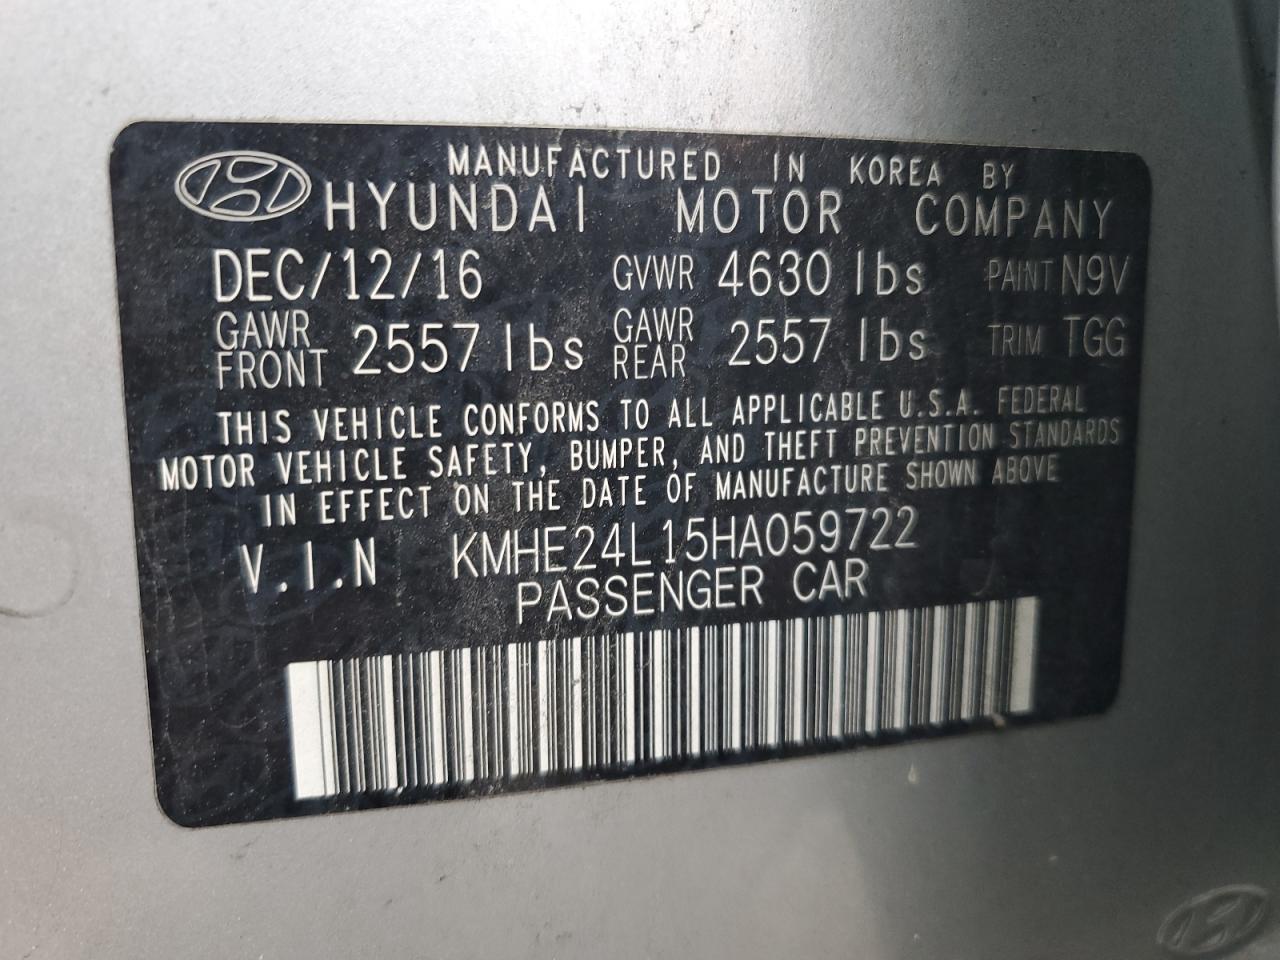 MANUFACTURED IN KOREA BY
HYUNDAI MOTOR COMPANY
DEC/12/16 GVWR 4630 lbs PAINT N9V
GAWR FRONT 2557 lbs GAWR REAR 2557 lbs TRIM TGG
THIS VEHICLE CONFORMS TO ALL APPLICABLE U.S.A. FEDERAL
MOTOR VEHICLE SAFETY, BUMPER, AND THEFT PREVENTION STANDARDS
IN EFFECT ON THE DATE OF MANUFACTURE SHOWN ABOVE
V.I.N KMHE24L15HA059722
PASSENGER CAR